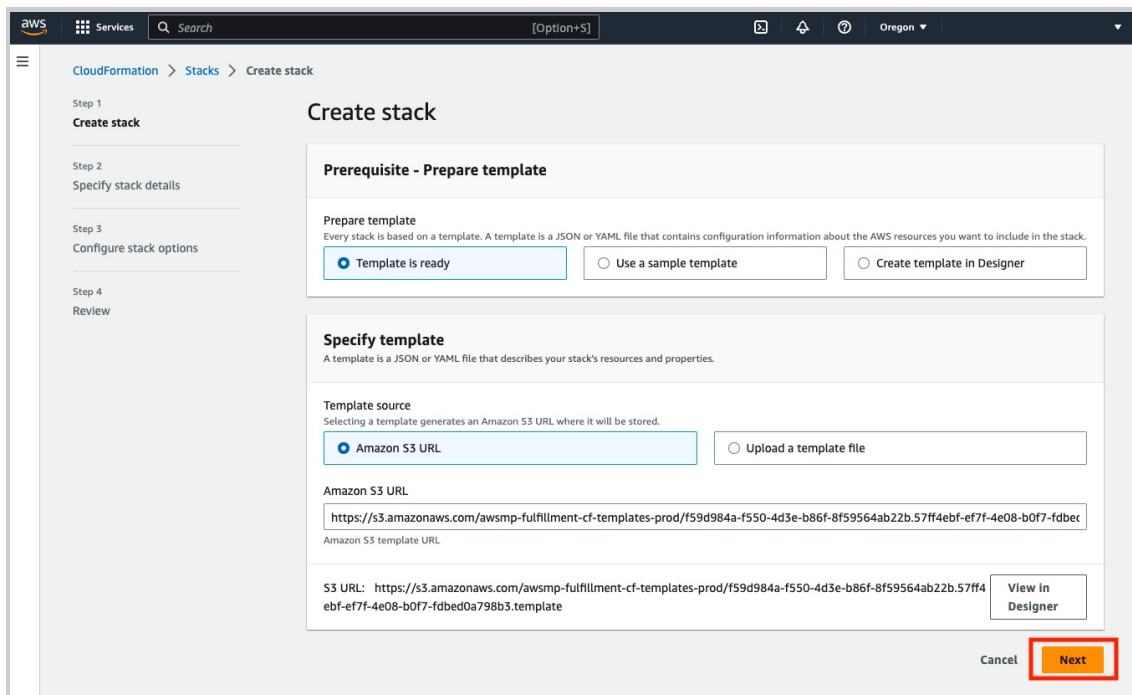 aws
Services
Search
[Option+S]
Oregon
CloudFormation > Stacks > Create stack
Step 1
Create stack
Step 2
Specify stack details
Step 3
Configure stack options
Step 4
Review
Create stack
Prerequisite - Prepare template
Prepare template
Every stack is based on a template. A template is a JSON or YAML file that contains configuration information about the AWS resources you want to include in the stack.
Template is ready
Use a sample template
Create template in Designer
Specify template
A template is a JSON or YAML file that describes your stack's resources and properties.
Template source
Selecting a template generates an Amazon S3 URL where it will be stored.
Amazon S3 URL
Upload a template file
Amazon S3 URL
https://s3.amazonaws.com/awsmp-fulfillment-cf-templates-prod/f59d984a-f550-4d3e-b86f-8f59564ab22b.57ff4ebf-ef7f-4e08-b0f7-fdbec
Amazon S3 template URL
S3 URL: https://s3.amazonaws.com/awsmp-fulfillment-cf-templates-prod/f59d984a-f550-4d3e-b86f-8f59564ab22b.57ff4
ebf-ef7f-4e08-b0f7-fdbed0a798b3.template
View in
Designer
Cancel
Next